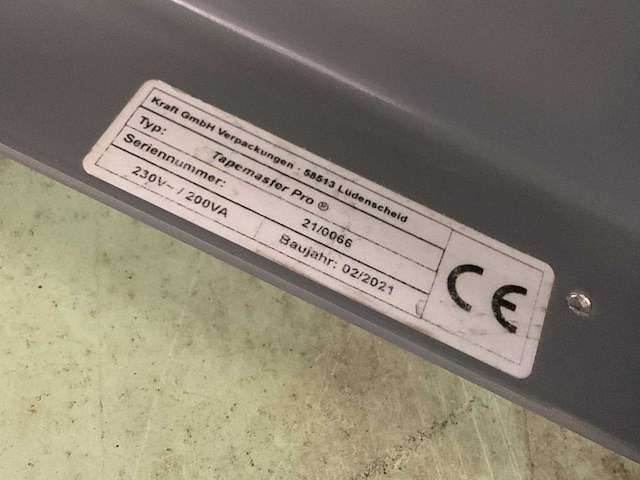 Kraft GmbH Verpackungen · 58513 Lüdenscheid
Typ: Tapemaster Pro ®
Seriennummer: 21/0066
230V~ / 200VA Baujahr: 02/2021
CE